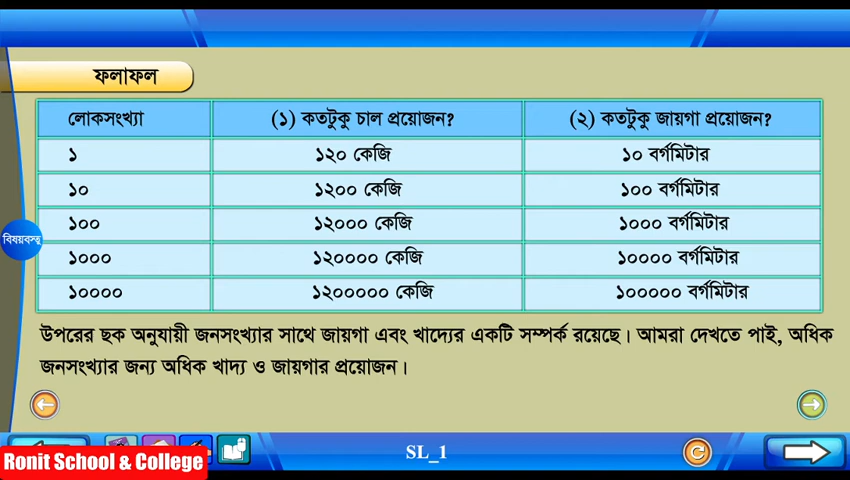 ফলাফল
লোকসংখ্যা (১) কতটুকু চাল প্রয়োজন? (২) কতটুকু জায়গা প্রয়োজন?
১ ১২০ কেজি ১০ বর্গমিটার
১০ ১২০০ কেজি ১০০ বর্গমিটার
১০০ ১২০০০ কেজি ১০০০ বর্গমিটার
১০০০ ১২০০০০ কেজি ১০০০০ বর্গমিটার
১০০০০ ১২০০০০০ কেজি ১০০০০০ বর্গমিটার
বিষয়বস্তু
উপরের ছক অনুযায়ী জনসংখ্যার সাথে জায়গা এবং খাদ্যের একটি সম্পর্ক রয়েছে। আমরা দেখতে পাই, অধিক
জনসংখ্যার জন্য অধিক খাদ্য ও জায়গার প্রয়োজন।
SL_1
Ronit School & College